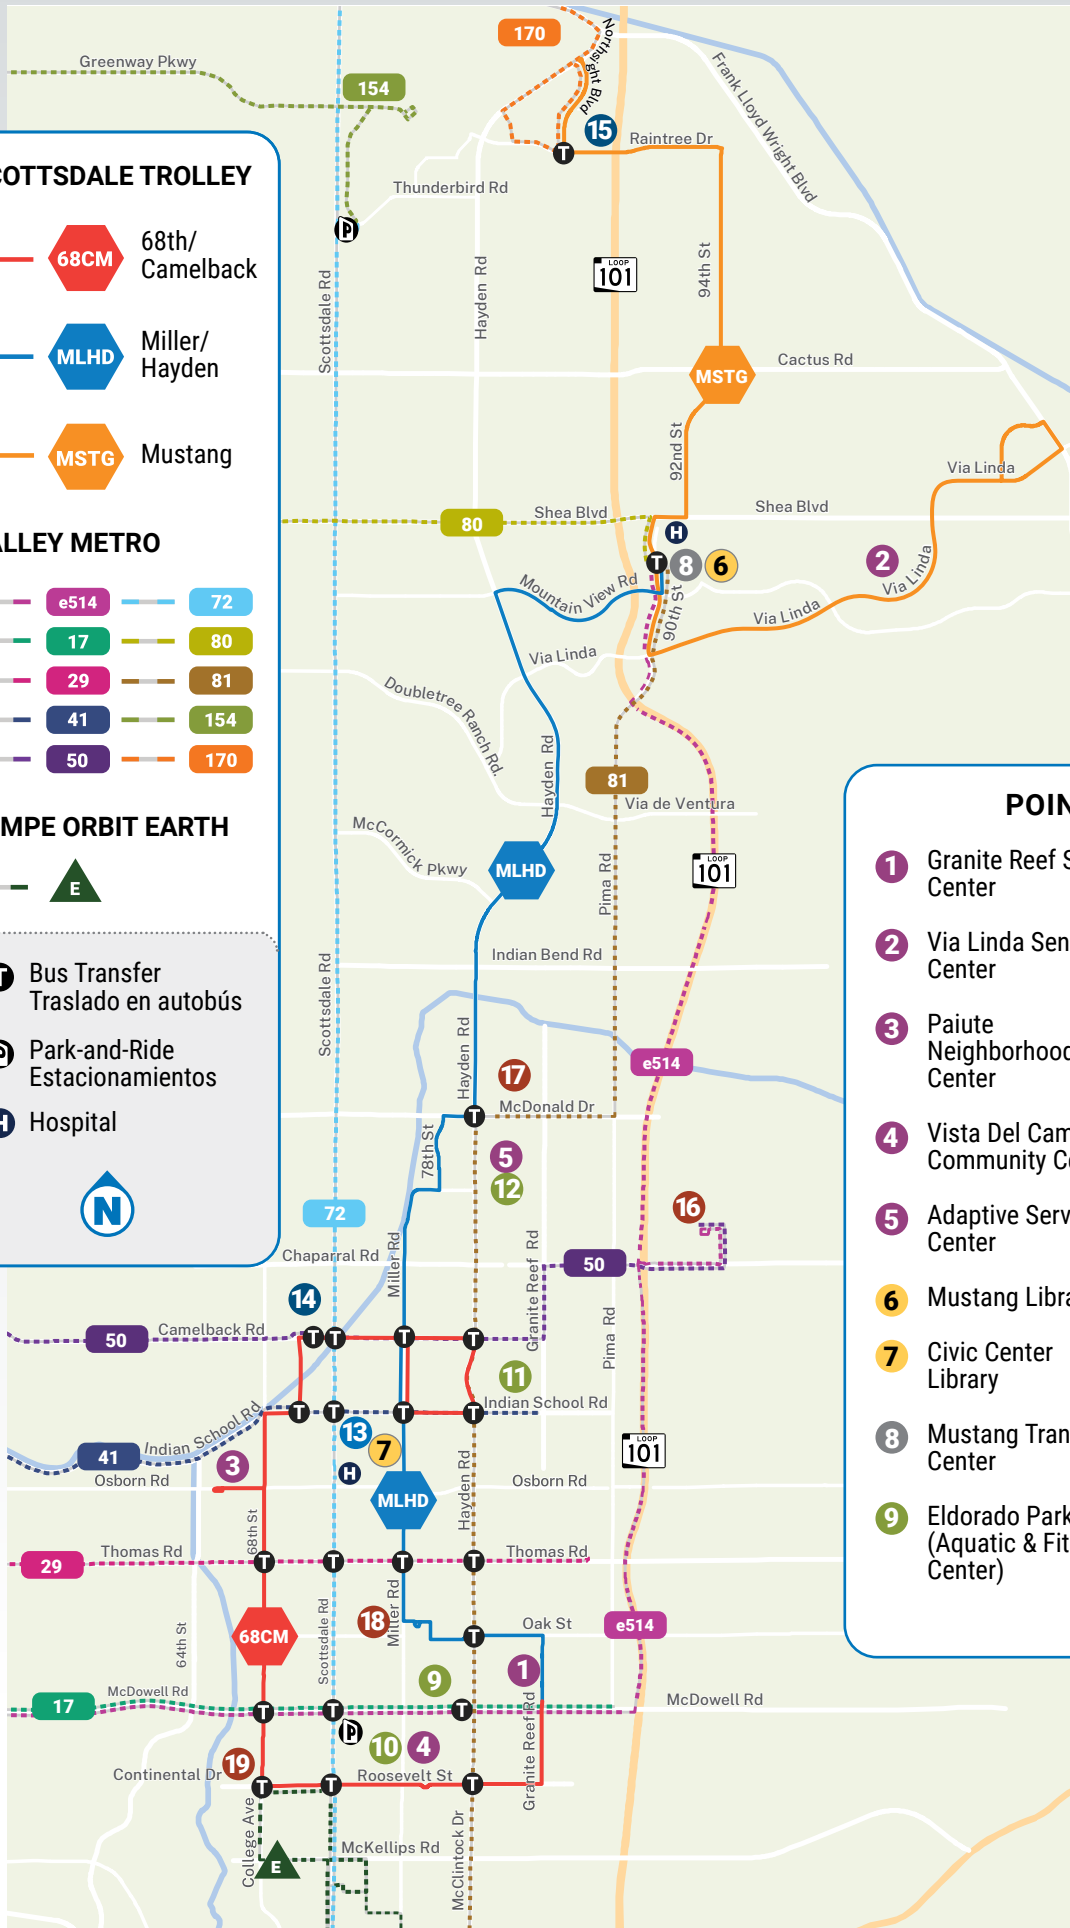 170
Northsight Blvd
Greenway Pkwy
154
Frank Lloyd Wright Blvd
15
Raintree Dr
T
Thunderbird Rd
P
Scottsdale Rd
Hayden Rd
LOOP
101
94th St
Cactus Rd
MSTG
92nd St
Via Linda
80
Shea Blvd
Shea Blvd
H
T
8
6
2
Via Linda
Mountain View Rd
90th St
Via Linda
Via Linda
Doubletree Ranch Rd.
Hayden Rd
81
Via de Ventura
McCormick Pkwy
MLHD
LOOP
101
Pima Rd
Indian Bend Rd
Scottsdale Rd
Hayden Rd
e514
17
McDonald Dr
T
78th St
5
12
72
16
Chaparral Rd
Miller Rd
Granite Reef Rd
50
14
50
Camelback Rd
T
T
T
T
Pima Rd
11
Indian School Rd
T
T
T
T
Indian School Rd
13
7
41
3
H
LOOP
101
Osborn Rd
MLHD
Hayden Rd
Osborn Rd
68th St
29
Thomas Rd
T
T
T
T
Thomas Rd
64th St
68CM
Scottsdale Rd
18
Miller Rd
T
Oak St
e514
9
1
McDowell Rd
17
T
T
T
McDowell Rd
P
10
4
Granite Reef Rd
19
Continental Dr
T
T
Roosevelt St
T
College Ave
McKellips Rd
E
McClintock Dr
COTTSDALE TROLLEY
68CM
68th/
Camelback
MLHD
Miller/
Hayden
MSTG
Mustang
ALLEY METRO
e514
72
17
80
29
81
41
154
50
170
MPE ORBIT EARTH
E
T
Bus Transfer
Traslado en autobús
P
Park-and-Ride
Estacionamientos
H
Hospital
N
POIN
1
Granite Reef S
Center
2
Via Linda Sen
Center
3
Paiute
Neighborhood
Center
4
Vista Del Cam
Community Ce
5
Adaptive Serv
Center
6
Mustang Libra
7
Civic Center
Library
8
Mustang Tran
Center
9
Eldorado Park
(Aquatic & Fit
Center)